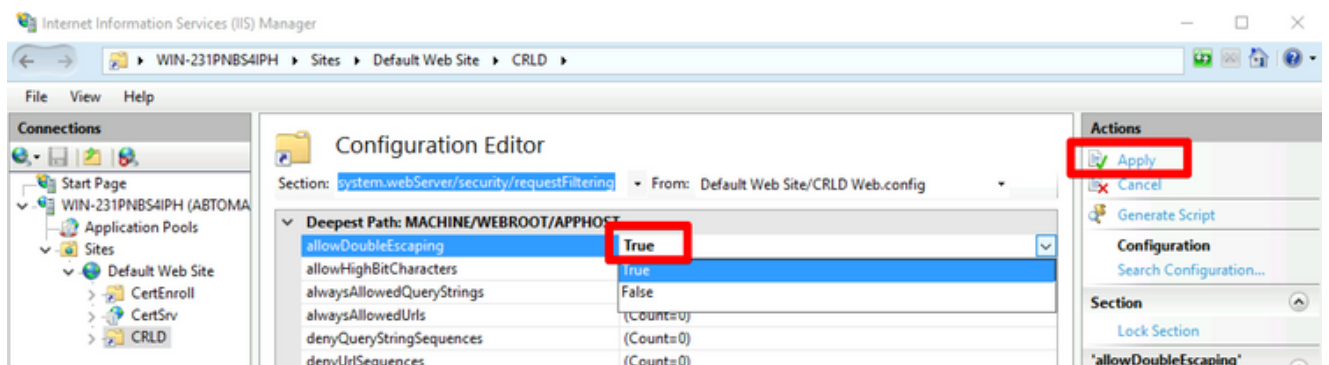 Internet Information Services (IIS) Manager
WIN-231PNBS4IPH ▸ Sites ▸ Default Web Site ▸ CRLD ▸
File View Help
Connections
Start Page
WIN-231PNBS4IPH (ABTOMA
Application Pools
Sites
Default Web Site
CertEnroll
CertSrv
CRLD
Configuration Editor
Section: system.webServer/security/requestFiltering From: Default Web Site/CRLD Web.config
Deepest Path: MACHINE/WEBROOT/APPHOST
allowDoubleEscaping True
allowHighBitCharacters True
alwaysAllowedQueryStrings False
alwaysAllowedUrls (Count=0)
denyQueryStringSequences (Count=0)
denyUrlSequences (Count=0)
Actions
Apply
Cancel
Generate Script
Configuration
Search Configuration...
Section
Lock Section
'allowDoubleEscaping'